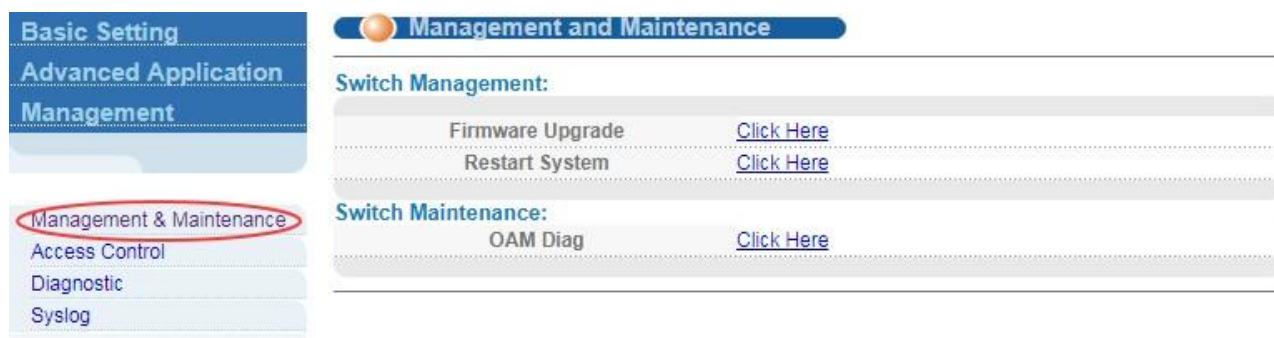 Basic Setting
Advanced Application
Management
Management & Maintenance
Access Control
Diagnostic
Syslog
Management and Maintenance
Switch Management:
Firmware Upgrade Click Here
Restart System Click Here
Switch Maintenance:
OAM Diag Click Here